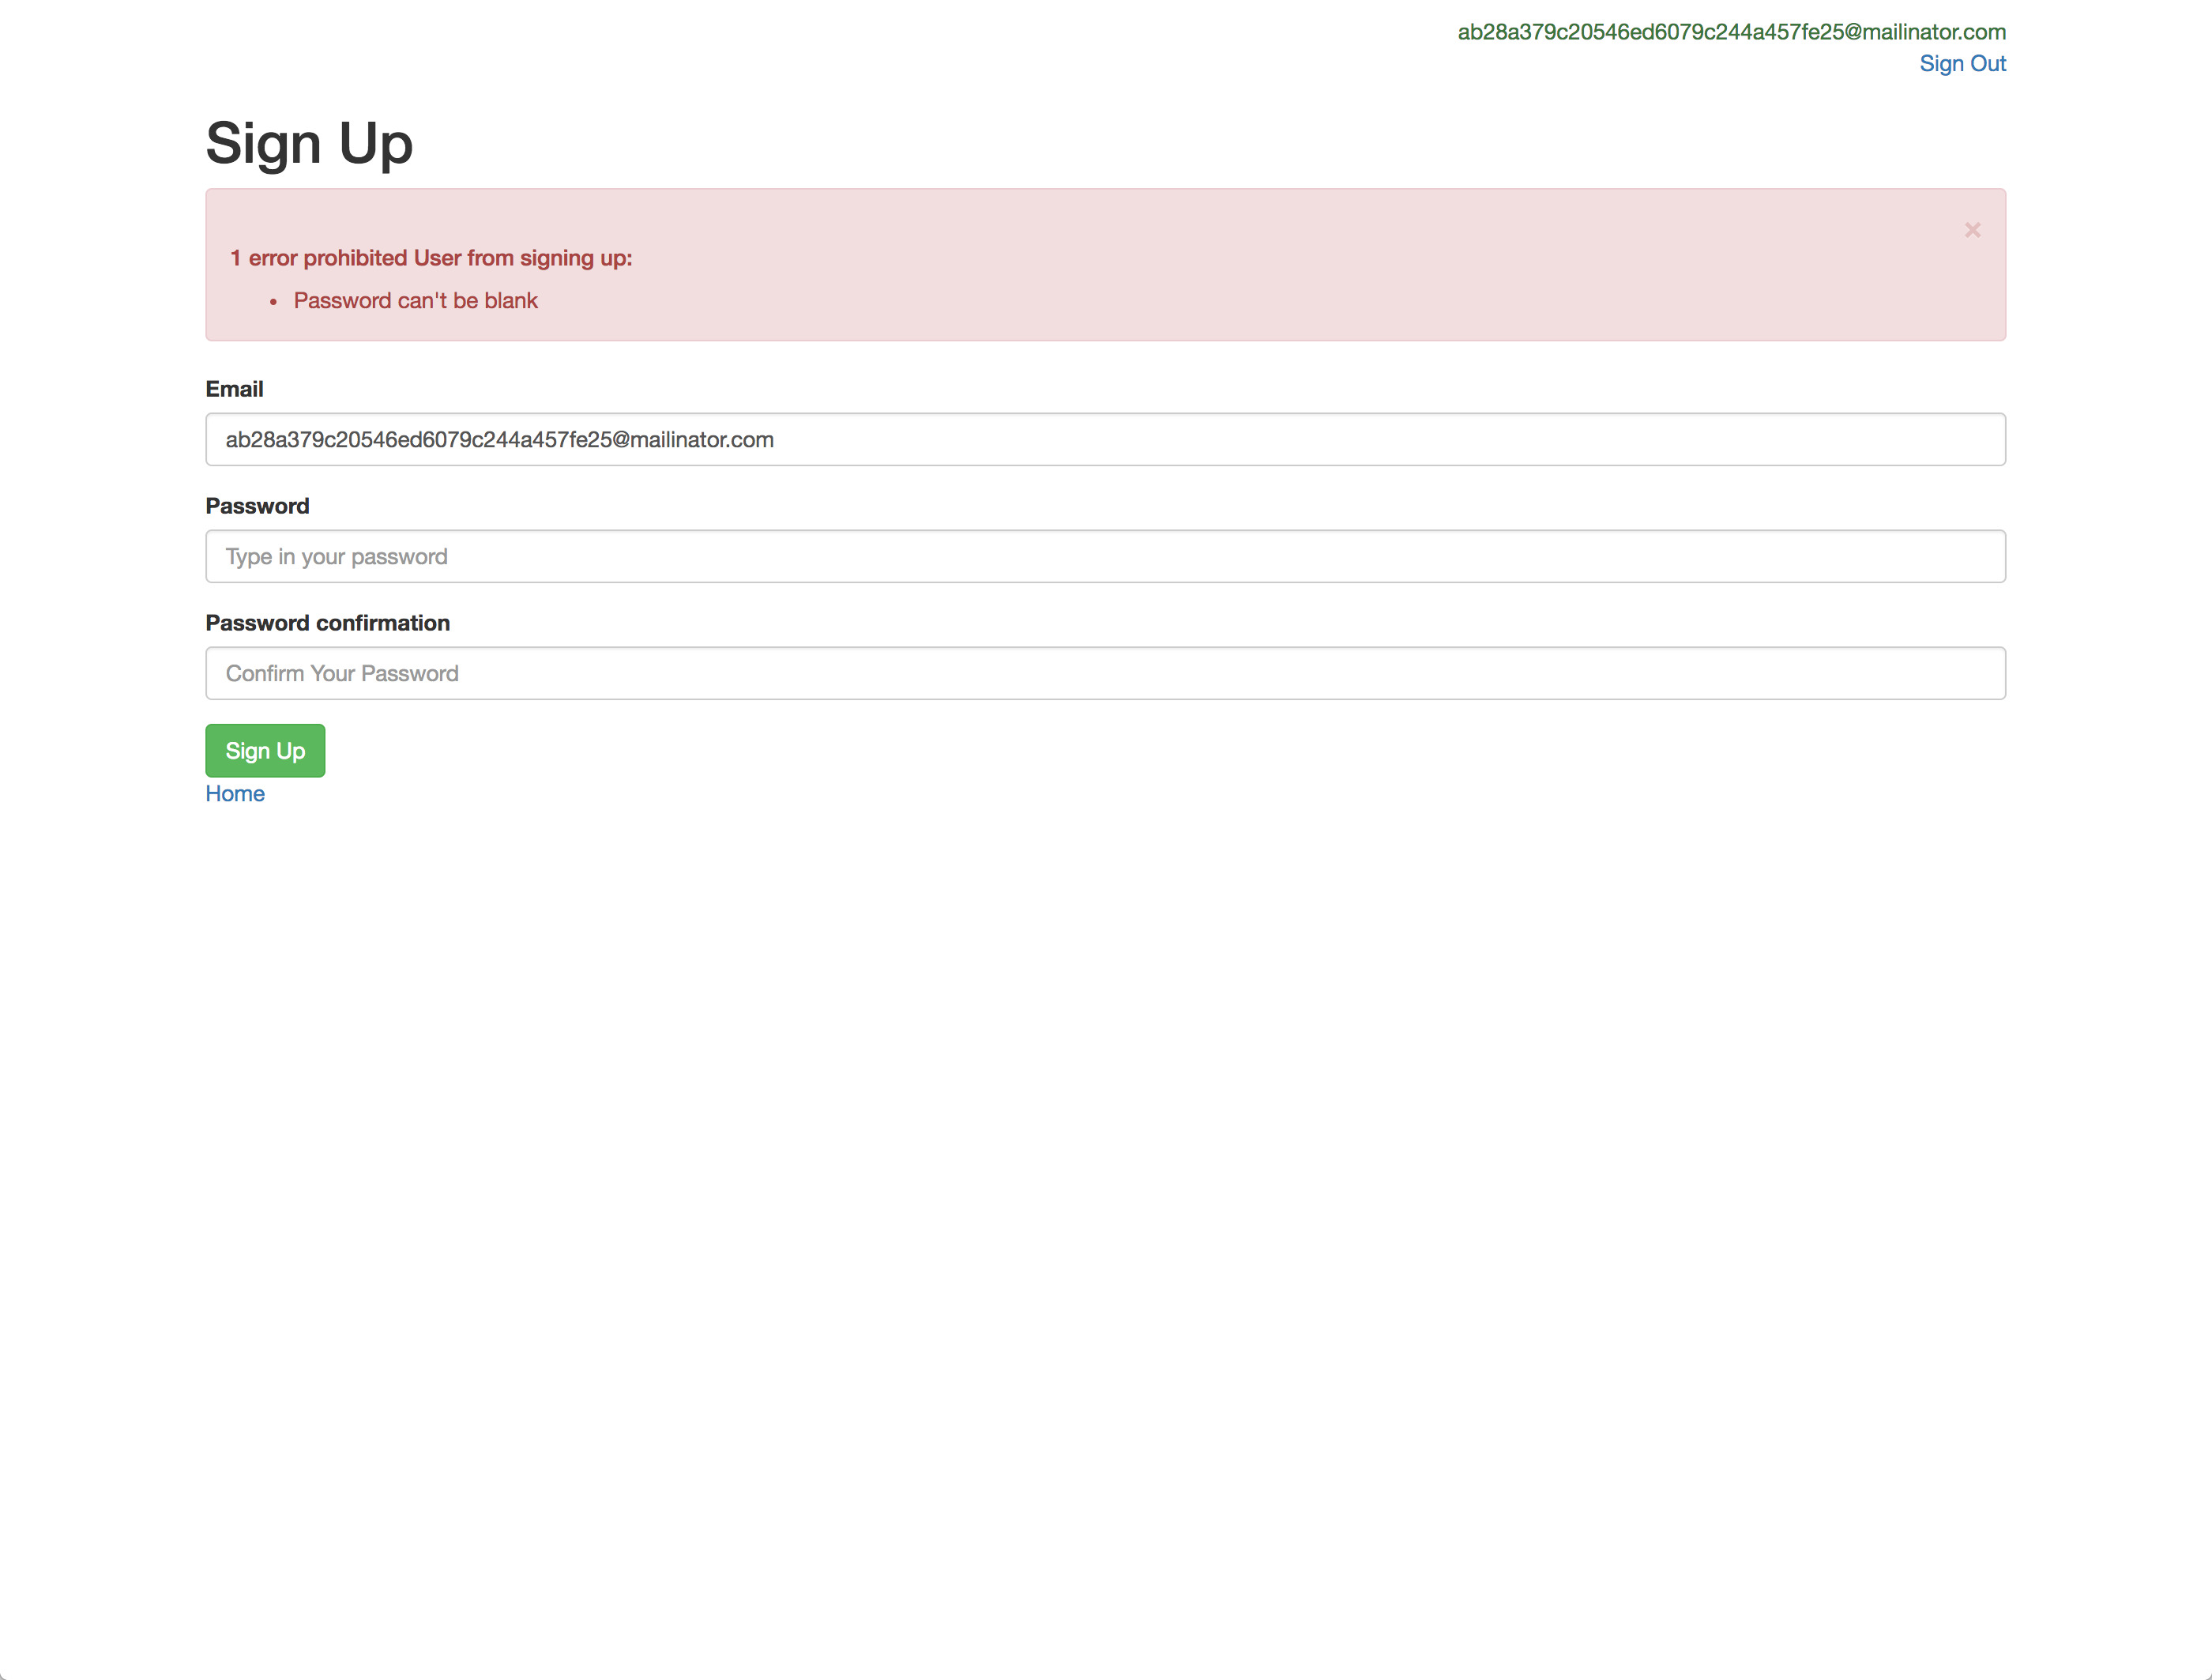 ab28a379c20546ed6079c244a457fe25@mailinator.com
Sign Out
Sign Up
×
1 error prohibited User from signing up:
• Password can't be blank
Email
ab28a379c20546ed6079c244a457fe25@mailinator.com
Password
Type in your password
Password confirmation
Confirm Your Password
Sign Up
Home